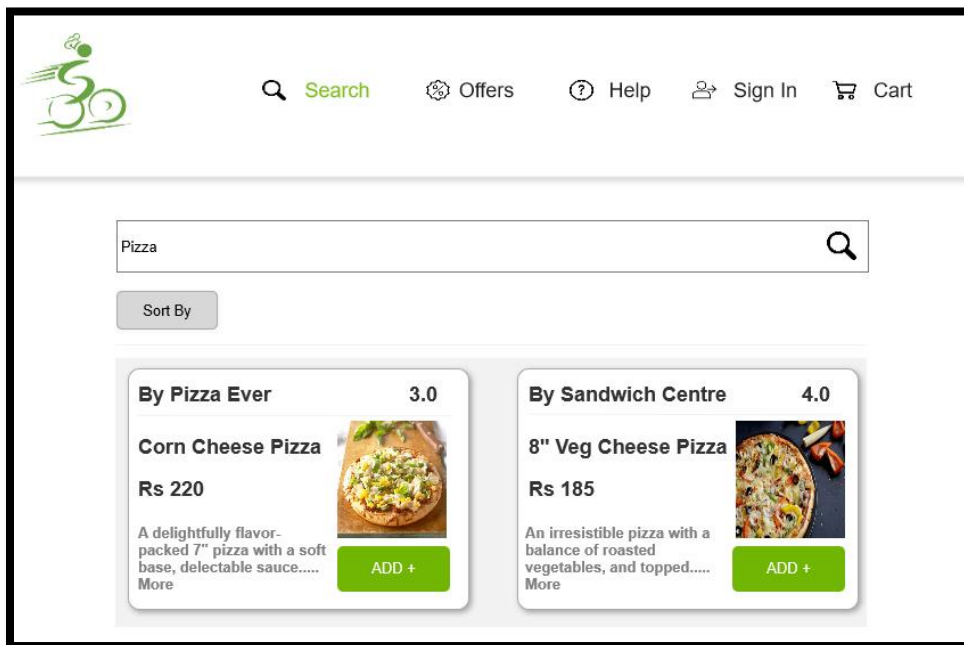 Search Offers Help Sign In Cart
Pizza
Sort By
By Pizza Ever 3.0
Corn Cheese Pizza
Rs 220
A delightfully flavor-
packed 7" pizza with a soft
base, delectable sauce.....
More
ADD +
By Sandwich Centre 4.0
8" Veg Cheese Pizza
Rs 185
An irresistible pizza with a
balance of roasted
vegetables, and topped.....
More
ADD +